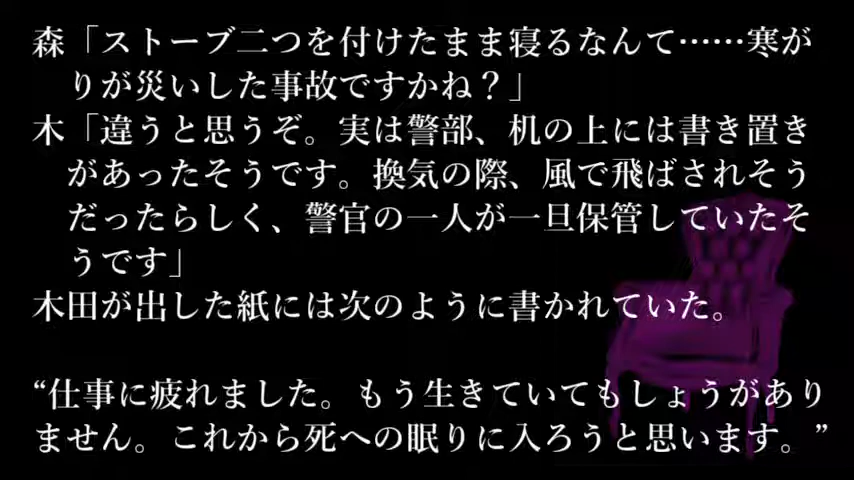 森「ストーブ二つを付けたまま寝るなんて……寒が
りが災いした事故ですかね？」
木「違うと思うぞ。実は警部、机の上には書き置き
があったそうです。換気の際、風で飛ばされそう
だったらしく、警官の一人が一旦保管していたそ
うです」
木田が出した紙には次のように書かれていた。
“仕事に疲れました。もう生きていてもしょうがあり
ません。これから死への眠りに入ろうと思います。”